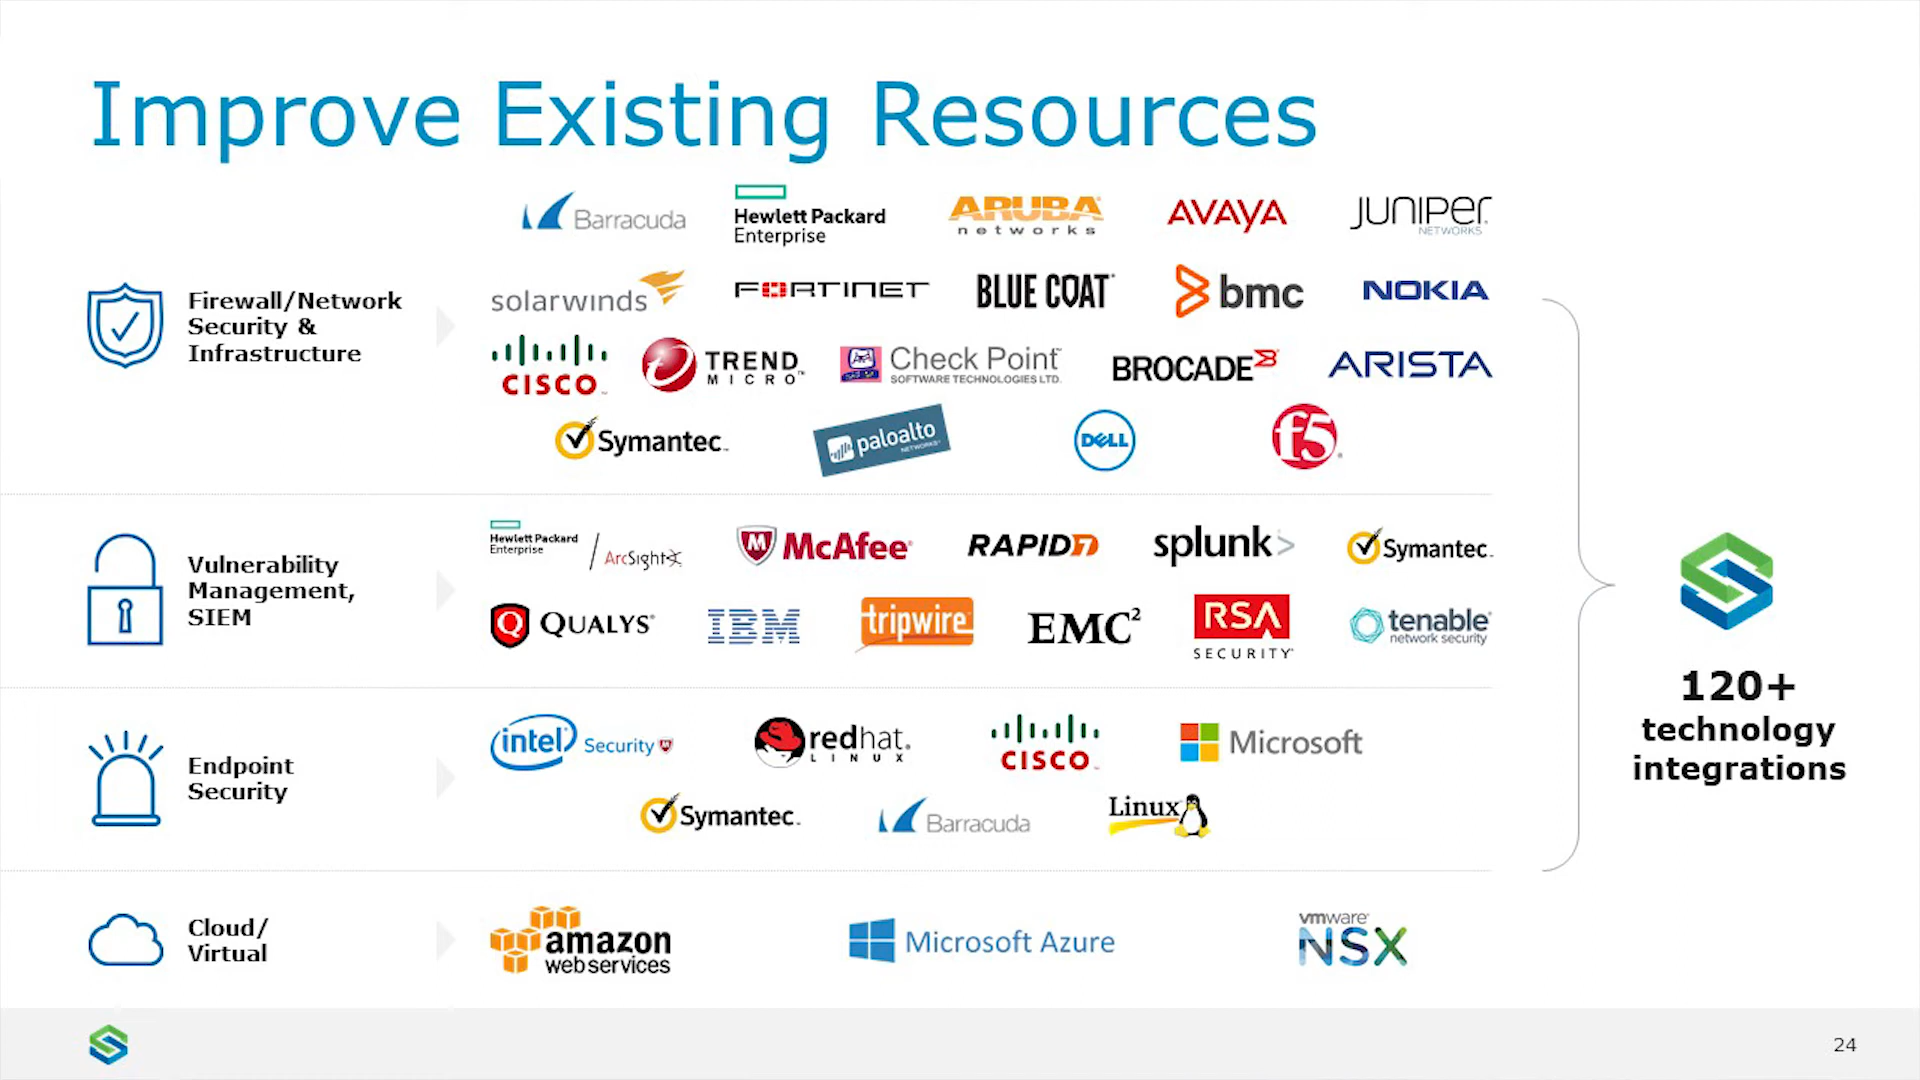 Improve Existing Resources
Barracuda
Hewlett Packard
Enterprise
ARUBA
networks
AVAYA
JUNIPER
NETWORKS
Firewall/Network
Security &
Infrastructure
solarwinds
FORTINET
BLUE COAT
bmc
NOKIA
CISCO
TREND
MICRO
Check Point
SOFTWARE TECHNOLOGIES LTD.
BROCADE
ARISTA
Symantec
paloalto
NETWORKS
DELL
f5
Vulnerability
Management,
SIEM
Hewlett Packard
Enterprise
ArcSight
McAfee
RAPID7
splunk>
Symantec
QUALYS
IBM
tripwire
EMC²
RSA
SECURITY
tenable
network security
120+
technology
integrations
Endpoint
Security
intel Security
redhat.
LINUX
CISCO
Microsoft
Symantec
Barracuda
Linux
Cloud/
Virtual
amazon
webservices
Microsoft Azure
vmware
NSX
24